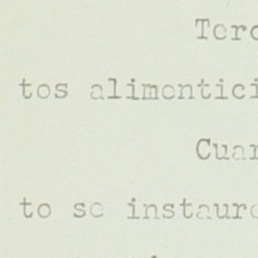 Terc
tos alimentici
Cuar
to se instaure